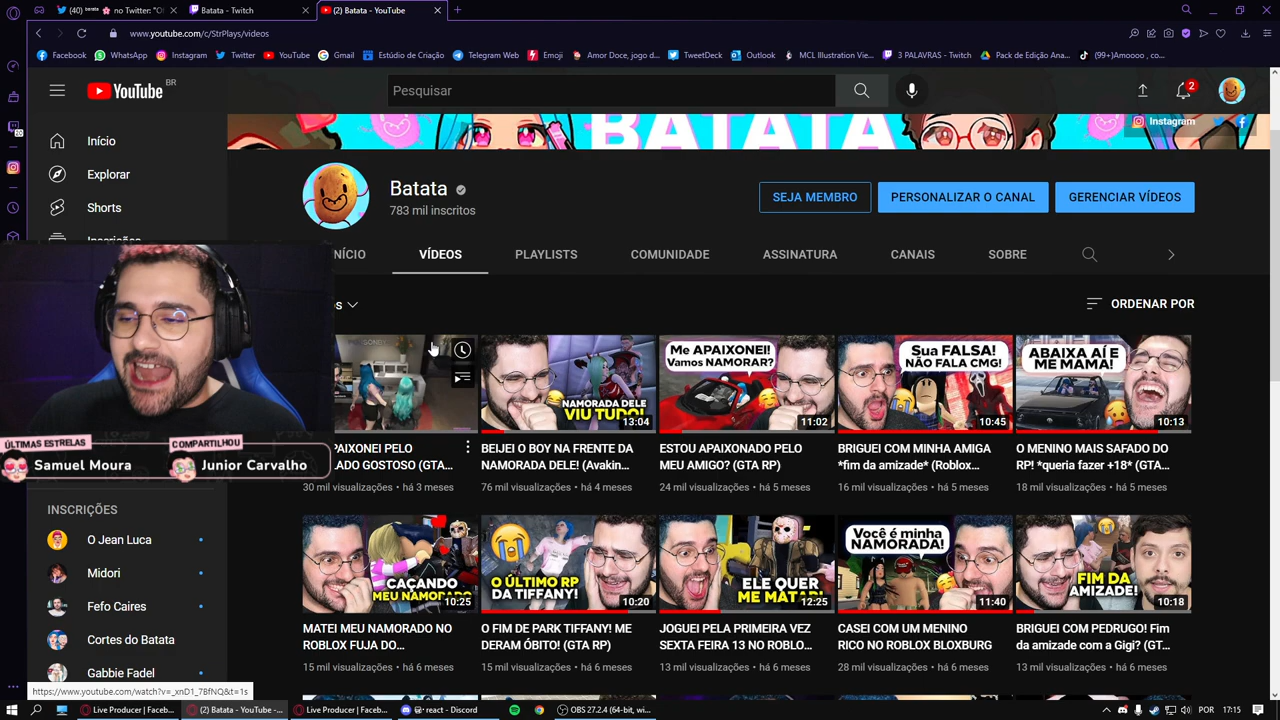 (40) batata 🌸 no Twitter: "O
Batata - Twitch
(2) Batata - YouTube
www.youtube.com/c/StrPlays/videos
Facebook
WhatsApp
Instagram
Twitter
YouTube
Gmail
Estúdio de Criação
Telegram Web
Emoji
Amor Doce, jogo d...
TweetDeck
Outlook
MCL Illustration Vie...
3 PALAVRAS - Twitch
Pack de Edição Ana...
(99+)Amooon , co...
YouTube BR
Pesquisar
2
Início
Explorar
Shorts
BATATA
Instagram
Batata
783 mil inscritos
SEJA MEMBRO
PERSONALIZAR O CANAL
GERENCIAR VÍDEOS
NÍCIO
VÍDEOS
PLAYLISTS
COMUNIDADE
ASSINATURA
CANAIS
SOBRE
ORDENAR POR
NAMORADA DELE
VIU TUDO!
13:04
Me APAIXONEI!
Vamos NAMORAR?
11:02
Sua FALSA!
NÃO FALA CMG!
10:45
ABAIXA AÍ E
ME MAMA!
10:13
APAIXONEI PELO
LADO GOSTOSO (GTA...
30 mil visualizações • há 3 meses
BEIJEI O BOY NA FRENTE DA
NAMORADA DELE! (Avakin...
76 mil visualizações • há 4 meses
ESTOU APAIXONADO PELO
MEU AMIGO? (GTA RP)
24 mil visualizações • há 5 meses
BRIGUEI COM MINHA AMIGA
*fim da amizade* (Roblox...
16 mil visualizações • há 5 meses
O MENINO MAIS SAFADO DO
RP! *queria fazer +18* (GTA...
18 mil visualizações • há 5 meses
ÚLTIMAS ESTRELAS
Samuel Moura
COMPARTILHOU
Junior Carvalho
INSCRIÇÕES
O Jean Luca
Midori
Fefo Caires
Cortes do Batata
Gabbie Fadel
CAÇANDO
MEU NAMORADO
10:25
O ÚLTIMO RP
DA TIFFANY!
10:20
ELE QUER
ME MATAR!
12:25
Você é minha
NAMORADA!
11:40
FIM DA
AMIZADE!
10:18
MATEI MEU NAMORADO NO
ROBLOX FUJA DO...
15 mil visualizações • há 6 meses
O FIM DE PARK TIFFANY! ME
DERAM ÓBITO! (GTA RP)
15 mil visualizações • há 6 meses
JOGUEI PELA PRIMEIRA VEZ
SEXTA FEIRA 13 NO ROBLO...
13 mil visualizações • há 6 meses
CASEI COM UM MENINO
RICO NO ROBLOX BLOXBURG
28 mil visualizações • há 6 meses
BRIGUEI COM PEDRUGO! Fim
da amizade com a Gigi? (GT...
13 mil visualizações • há 6 meses
https://www.youtube.com/watch?v=_xnD1_7BfNQ&t=1s
Live Producer | Faceb...
(2) Batata - YouTube -...
Live Producer | Faceb...
react - Discord
OBS 27.2.4 (64-bit, wi...
POR
17:15